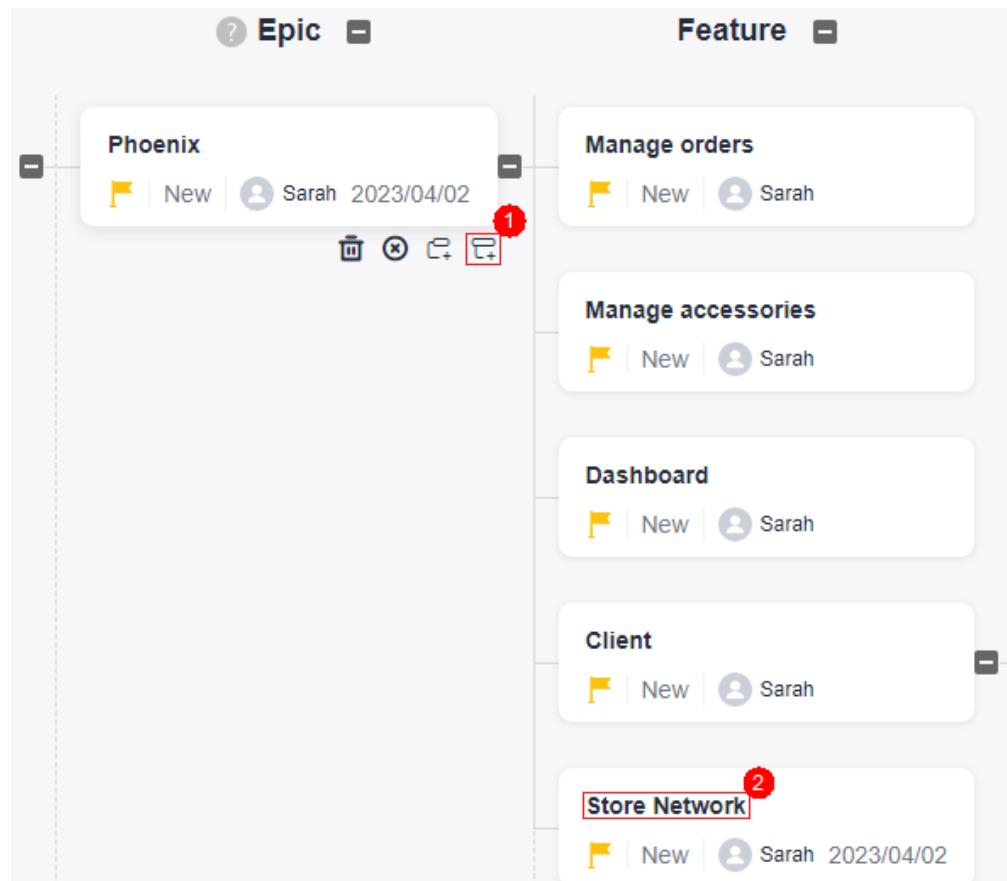 ? Epic
Feature
Phoenix
New Sarah 2023/04/02
1
Manage orders
New Sarah
Manage accessories
New Sarah
Dashboard
New Sarah
Client
New Sarah
2
Store Network
New Sarah 2023/04/02